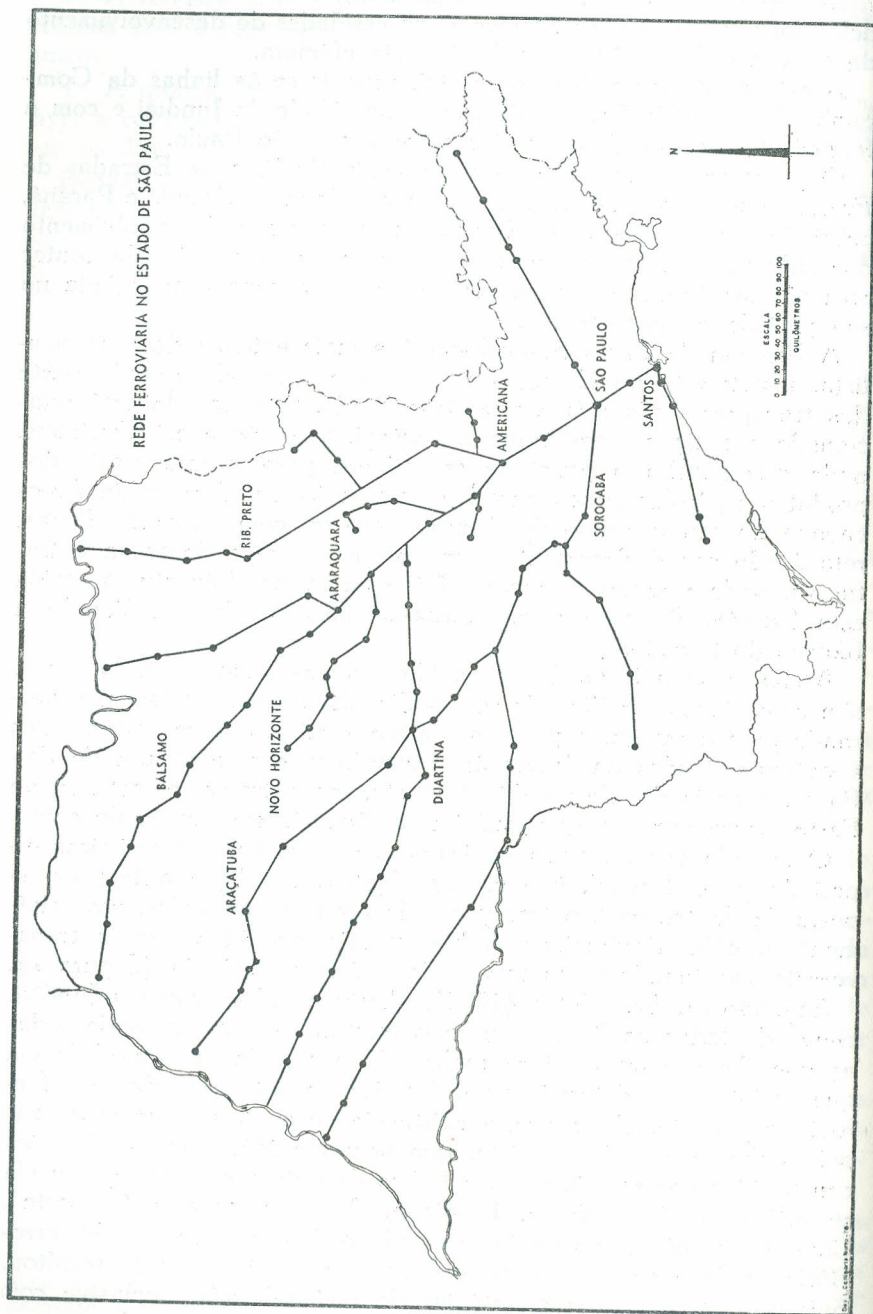 REDE FERROVIÁRIA NO ESTADO DE SÃO PAULO
RIB. PRETO
ARARAQUARA
AMERICANA
SÃO PAULO
SANTOS
SOROCABA
BALSAMO
NOVO HORIZONTE
ARAÇATUBA
DUARTINA
N
ESCALA
0 10 20 30 40 50 60 70 80 90 100
QUILÔMETROS